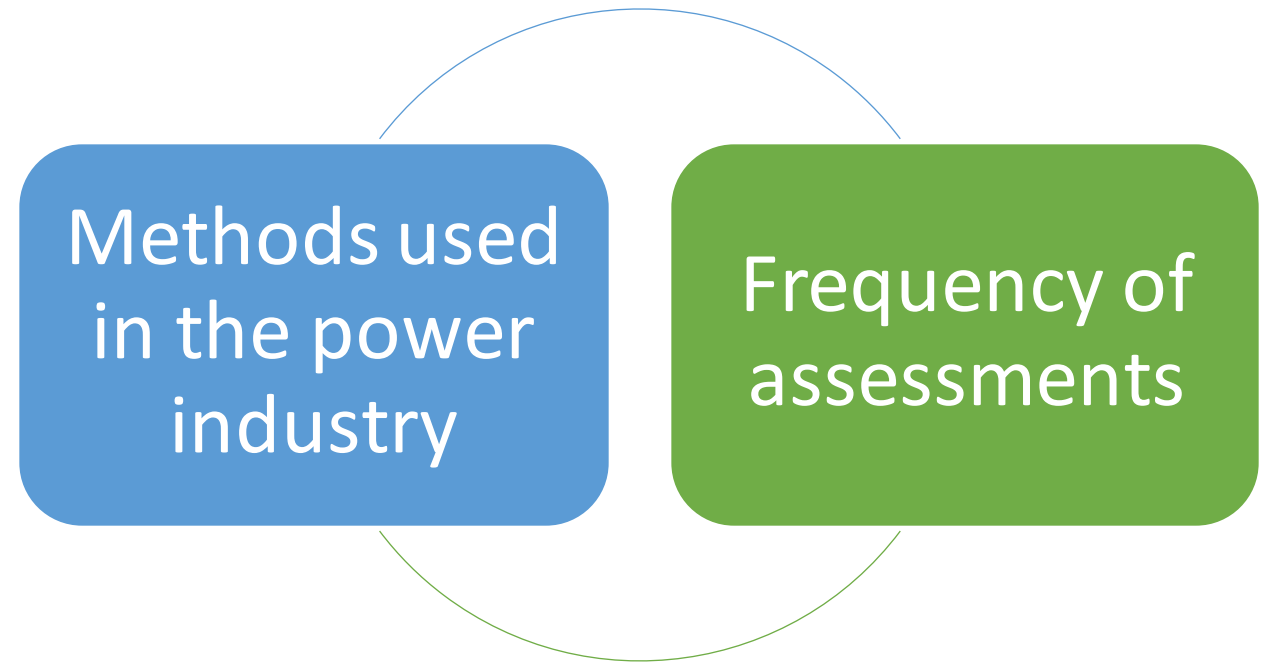 Methods used
in the power
industry
Frequency of
assessments